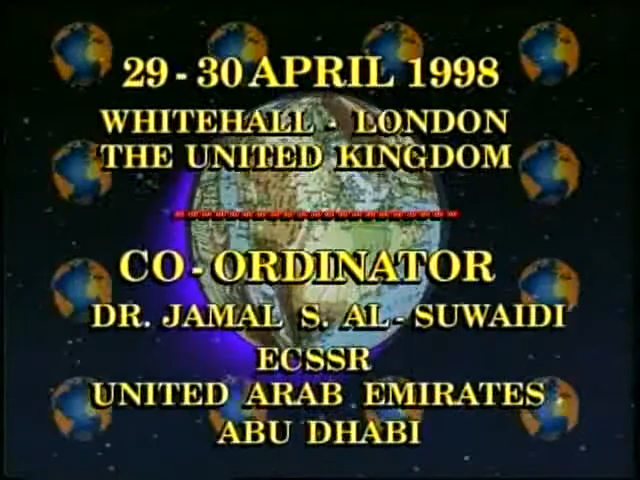 29 - 30 APRIL 1998
WHITEHALL - LONDON
THE UNITED KINGDOM
CO - ORDINATOR
DR. JAMAL S. AL - SUWAIDI
ECSSR
UNITED ARAB EMIRATES
ABU DHABI